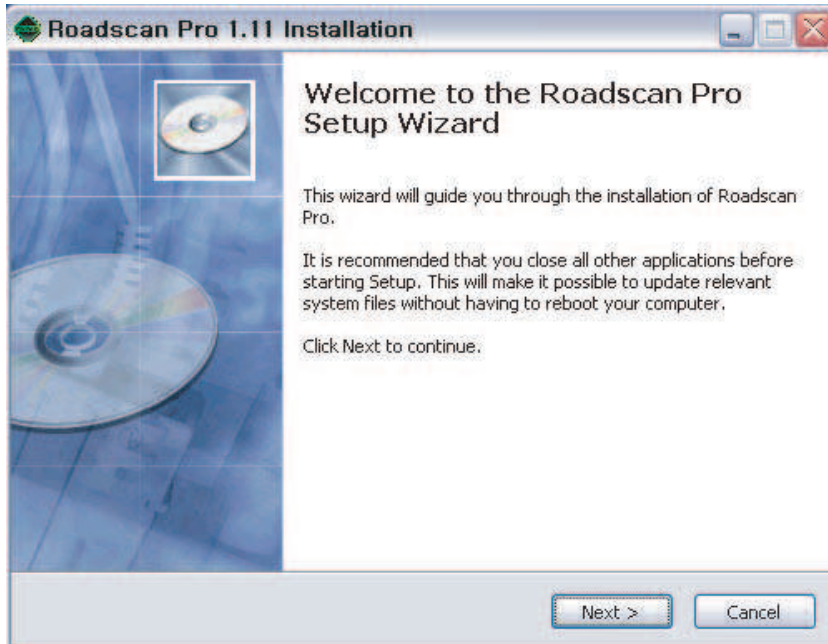 Roadscan Pro 1.11 Installation
Welcome to the Roadscan Pro
Setup Wizard
This wizard will guide you through the installation of Roadscan
Pro.
It is recommended that you close all other applications before
starting Setup. This will make it possible to update relevant
system files without having to reboot your computer.
Click Next to continue.
Next >
Cancel